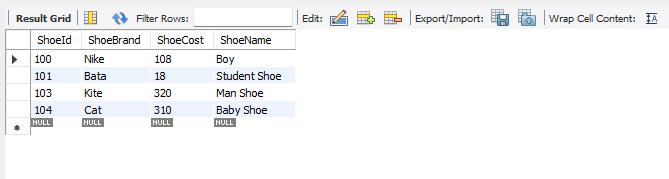 Result Grid Filter Rows: Edit: Export/Import: Wrap Cell Content:
ShoeId ShoeBrand ShoeCost ShoeName
100 Nike 108 Boy
101 Bata 18 Student Shoe
103 Kite 320 Man Shoe
104 Cat 310 Baby Shoe
NULL NULL NULL NULL